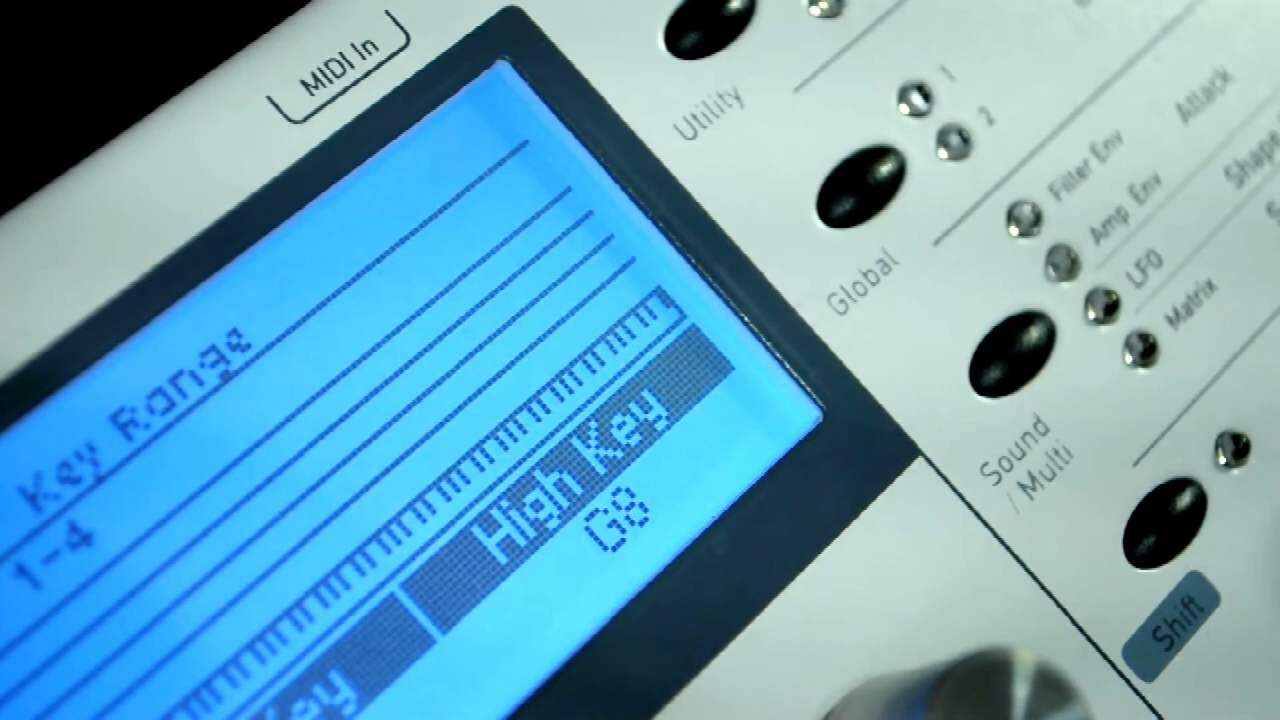 MIDI In
Utility
1
2
Global
Filter Env
Amp Env
LFO
Matrix
Attack
Shape
Sound
/ Multi
Shift
Key Range
1-4
High Key
G8
Key